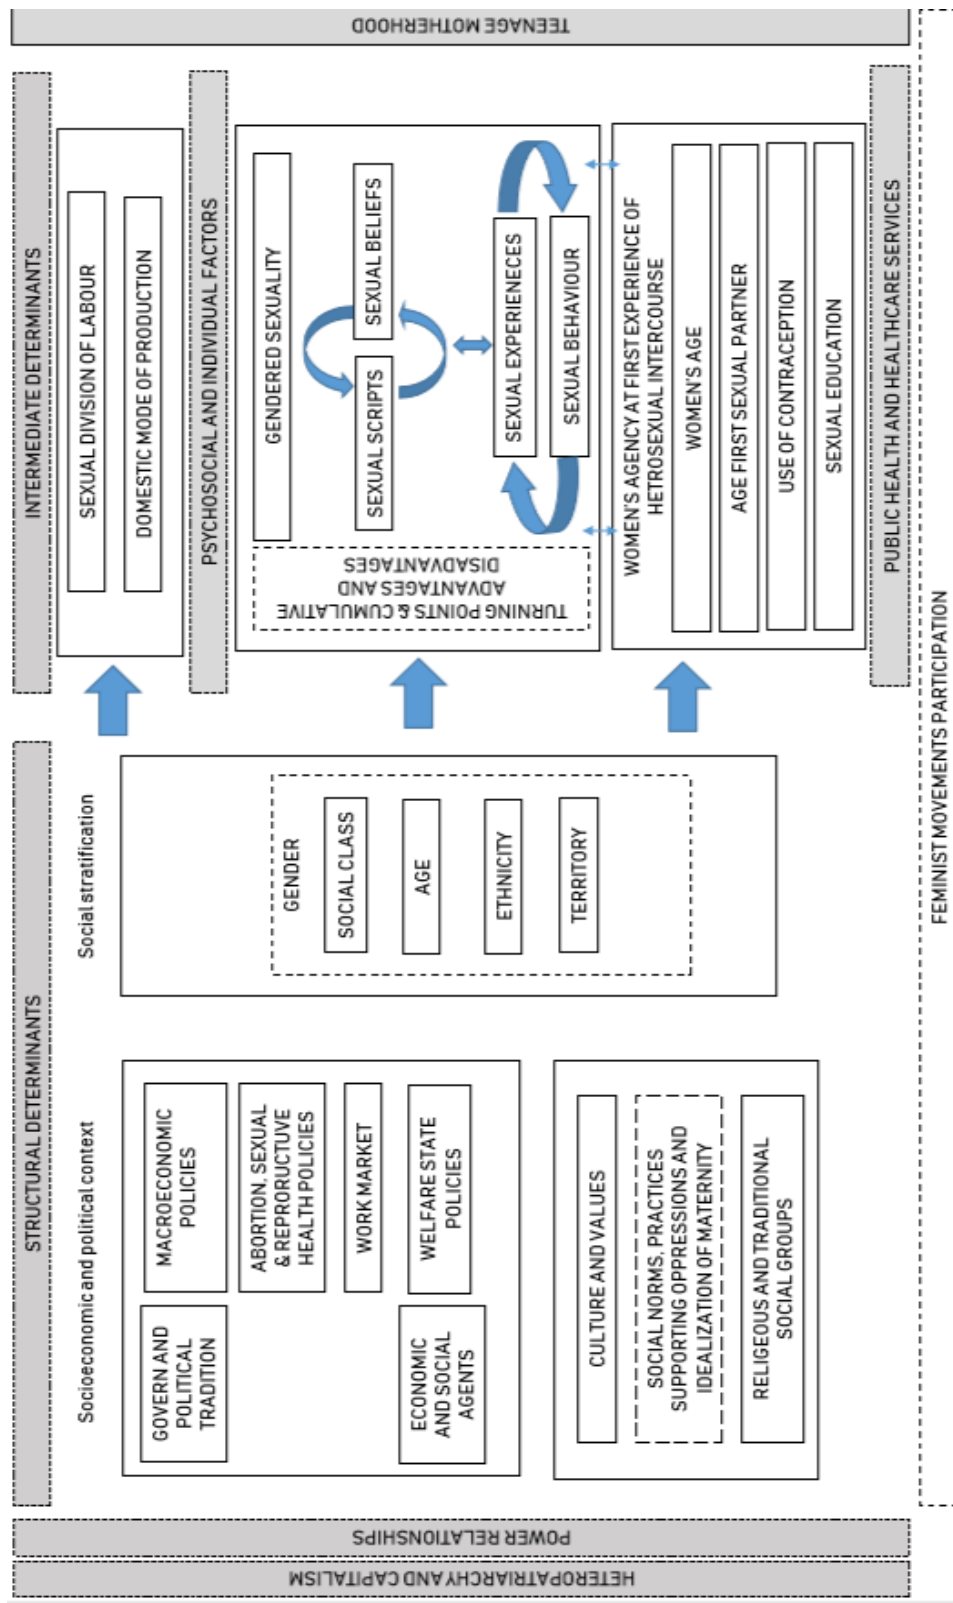 HETEROPATRIARCHY AND CAPITALISM
POWER RELATIONSHIPS
STRUCTURAL DETERMINANTS
Socioeconomic and political context
GOVERN AND
POLITICAL
TRADITION
MACROECONOMIC
POLICIES
ABORTION, SEXUAL
& REPRODUCTUVE
HEALTH POLICIES
WORK MARKET
ECONOMIC
AND SOCIAL
AGENTS
WELFARE STATE
POLICIES
CULTURE AND VALUES
SOCIAL NORMS, PRACTICES
SUPPORTING OPPRESSIONS AND
IDEALIZATION OF MATERNITY
RELIGEOUS AND TRADITIONAL
SOCIAL GROUPS
Social stratification
GENDER
SOCIAL CLASS
AGE
ETHNICITY
TERRITORY
INTERMEDIATE DETERMINANTS
SEXUAL DIVISION OF LABOUR
DOMESTIC MODE OF PRODUCTION
PSYCHOSOCIAL AND INDIVIDUAL FACTORS
TURNING POINTS & CUMULATIVE
ADVANTAGES AND
DISADVANTAGES
GENDERED SEXUALITY
SEXUAL SCRIPTS
SEXUAL BELIEFS
SEXUAL EXPERIENECES
SEXUAL BEHAVIOUR
WOMEN'S AGENCY AT FIRST EXPERIENCE OF
HETROSEXUAL INTERCOURSE
WOMEN'S AGE
AGE FIRST SEXUAL PARTNER
USE OF CONTRACEPTION
SEXUAL EDUCATION
PUBLIC HEALTH AND HEALTHCARE SERVICES
TEENAGE MOTHERHOOD
FEMINIST MOVEMENTS PARTICIPATION